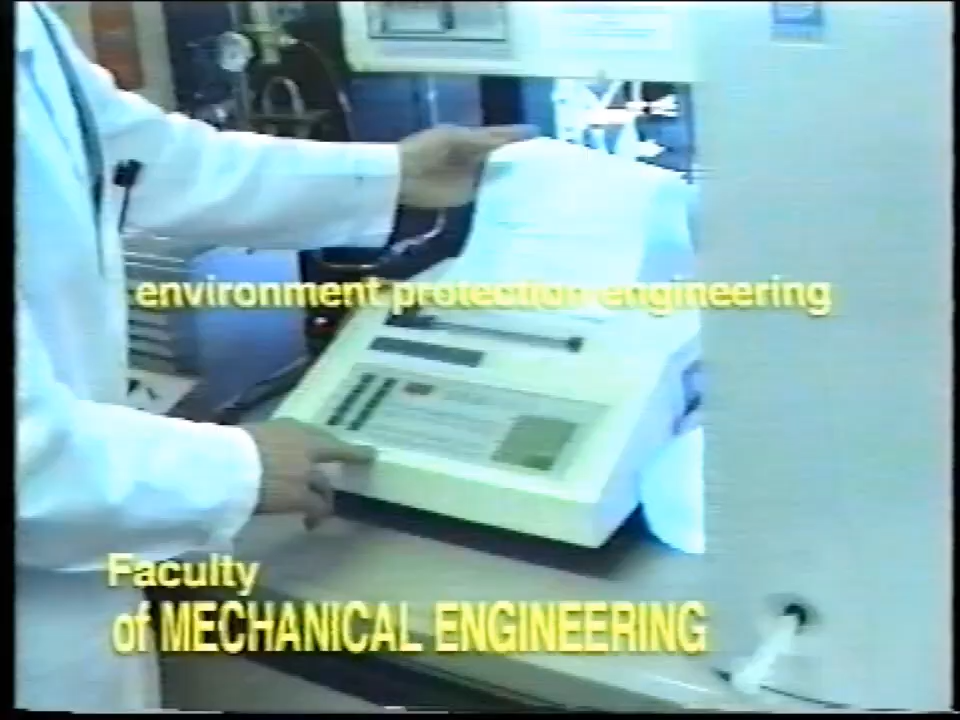 environment protection engineering
Faculty
of MECHANICAL ENGINEERING